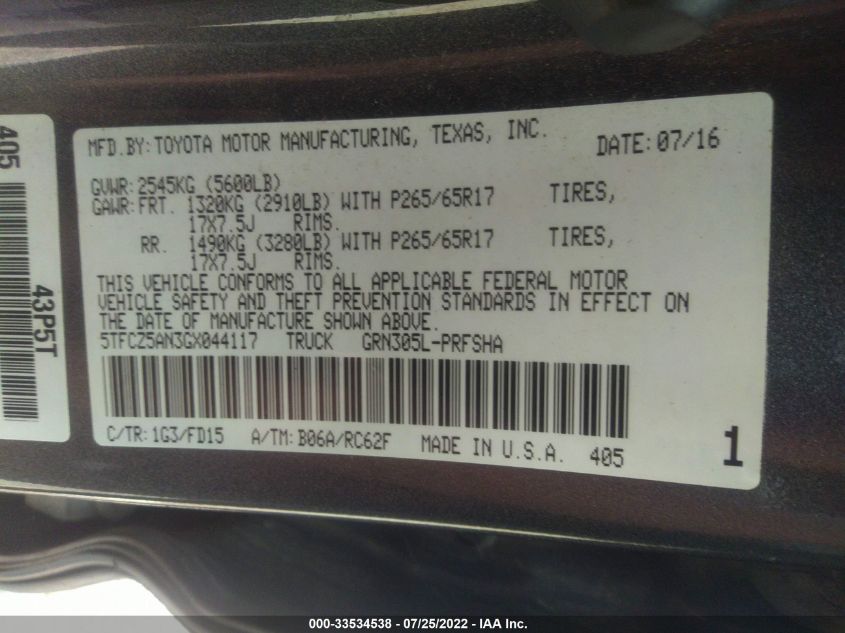 MFD.BY:TOYOTA MOTOR MANUFACTURING, TEXAS, INC. DATE:07/16
GVWR:2545KG (5600LB)
GAWR:FRT. 1320KG (2910LB) WITH P265/65R17 TIRES,
17X7.5J RIMS.
RR. 1490KG (3280LB) WITH P265/65R17 TIRES,
17X7.5J RIMS.
THIS VEHICLE CONFORMS TO ALL APPLICABLE FEDERAL MOTOR
VEHICLE SAFETY AND THEFT PREVENTION STANDARDS IN EFFECT ON
THE DATE OF MANUFACTURE SHOWN ABOVE.
5TFCZ5AN3GX044117 TRUCK GRN305L-PRFSHA
C/TR:1G3/FD15 A/TM:B06A/RC62F MADE IN U.S.A. 405
1
405
43P5T
000-33534538 - 07/25/2022 - IAA Inc.